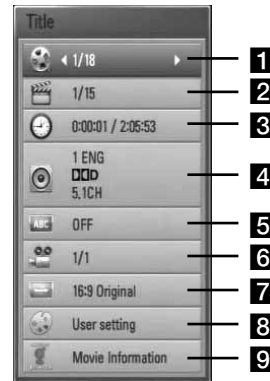 Title
1/18
1
1/15
2
0:00:01 / 2:05:53
3
1 ENG
DD D
5.1CH
4
ABC
OFF
5
1/1
6
16:9 Original
7
User setting
8
Movie Information
9